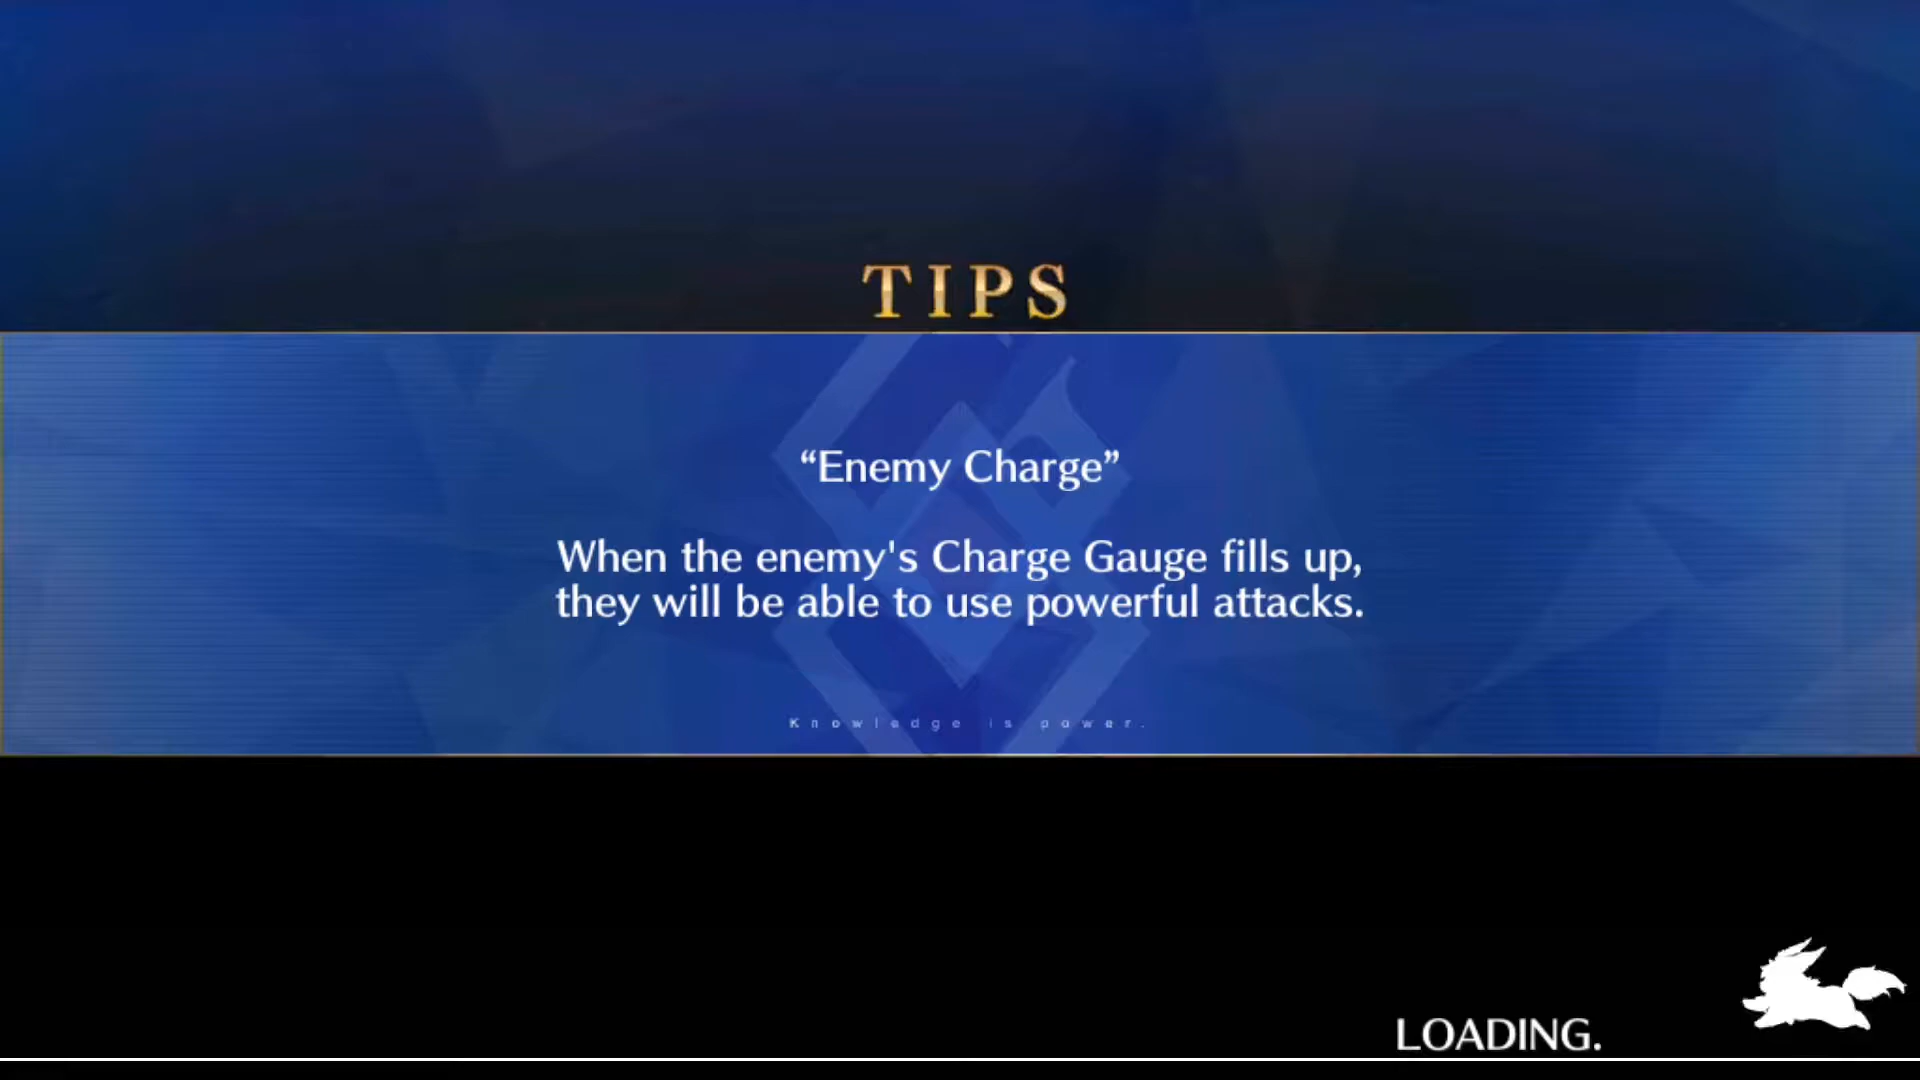 TIPS
“Enemy Charge”
When the enemy's Charge Gauge fills up,
they will be able to use powerful attacks.
Knowledge is power.
LOADING.